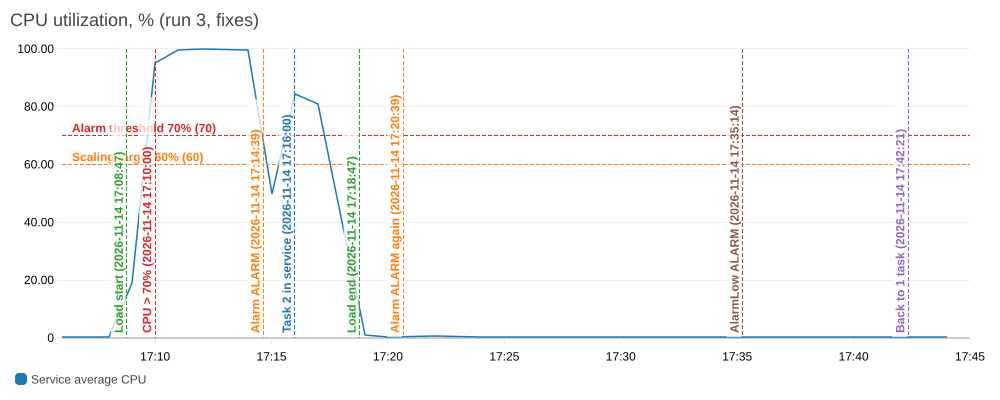 CPU utilization, % (run 3, fixes)
100.00
80.00
60.00
40.00
20.00
0
Alarm threshold 70% (70)
Scaling target 60% (60)
Load start (2026-11-14 17:08:47)
CPU > 70% (2026-11-14 17:10:00)
Alarm ALARM (2026-11-14 17:14:39)
Task 2 in service (2026-11-14 17:16:00)
Load end (2026-11-14 17:18:47)
Alarm ALARM again (2026-11-14 17:20:39)
AlarmLow ALARM (2026-11-14 17:35:14)
Back to 1 task (2026-11-14 17:42:21)
17:10
17:15
17:20
17:25
17:30
17:35
17:40
17:45
Service average CPU